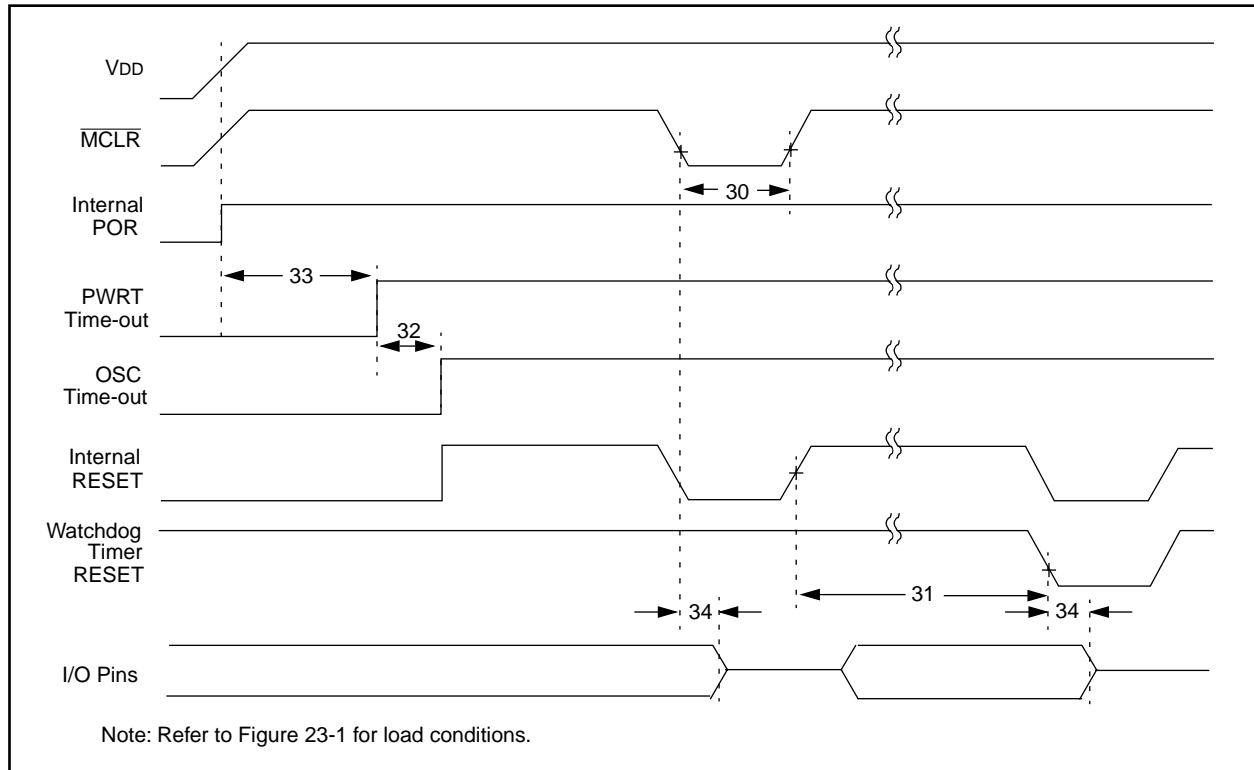 VDD
MCLR
Internal
POR
30
33
PWRT
Time-out
32
OSC
Time-out
Internal
RESET
Watchdog
Timer
RESET
31
34
34
I/O Pins
Note: Refer to Figure 23-1 for load conditions.